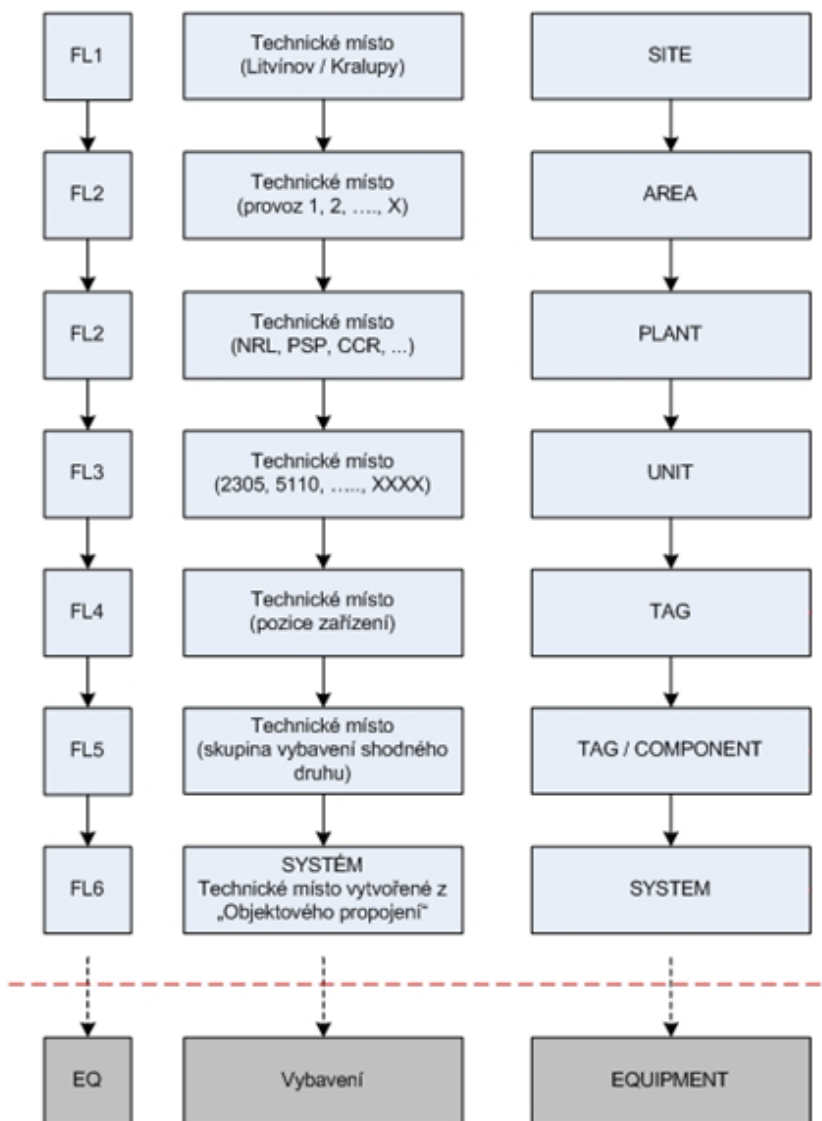 FL1
Technické místo
(Litvínov / Kralupy)
SITE
FL2
Technické místo
(provoz 1, 2, …., X)
AREA
FL2
Technické místo
(NRL, PSP, CCR, ...)
PLANT
FL3
Technické místo
(2305, 5110, ….., XXXX)
UNIT
FL4
Technické místo
(pozice zařízení)
TAG
FL5
Technické místo
(skupina vybavení shodného
druhu)
TAG / COMPONENT
FL6
SYSTÉM
Technické místo vytvořené z
„Objektového propojení“
SYSTEM
EQ
Vybavení
EQUIPMENT